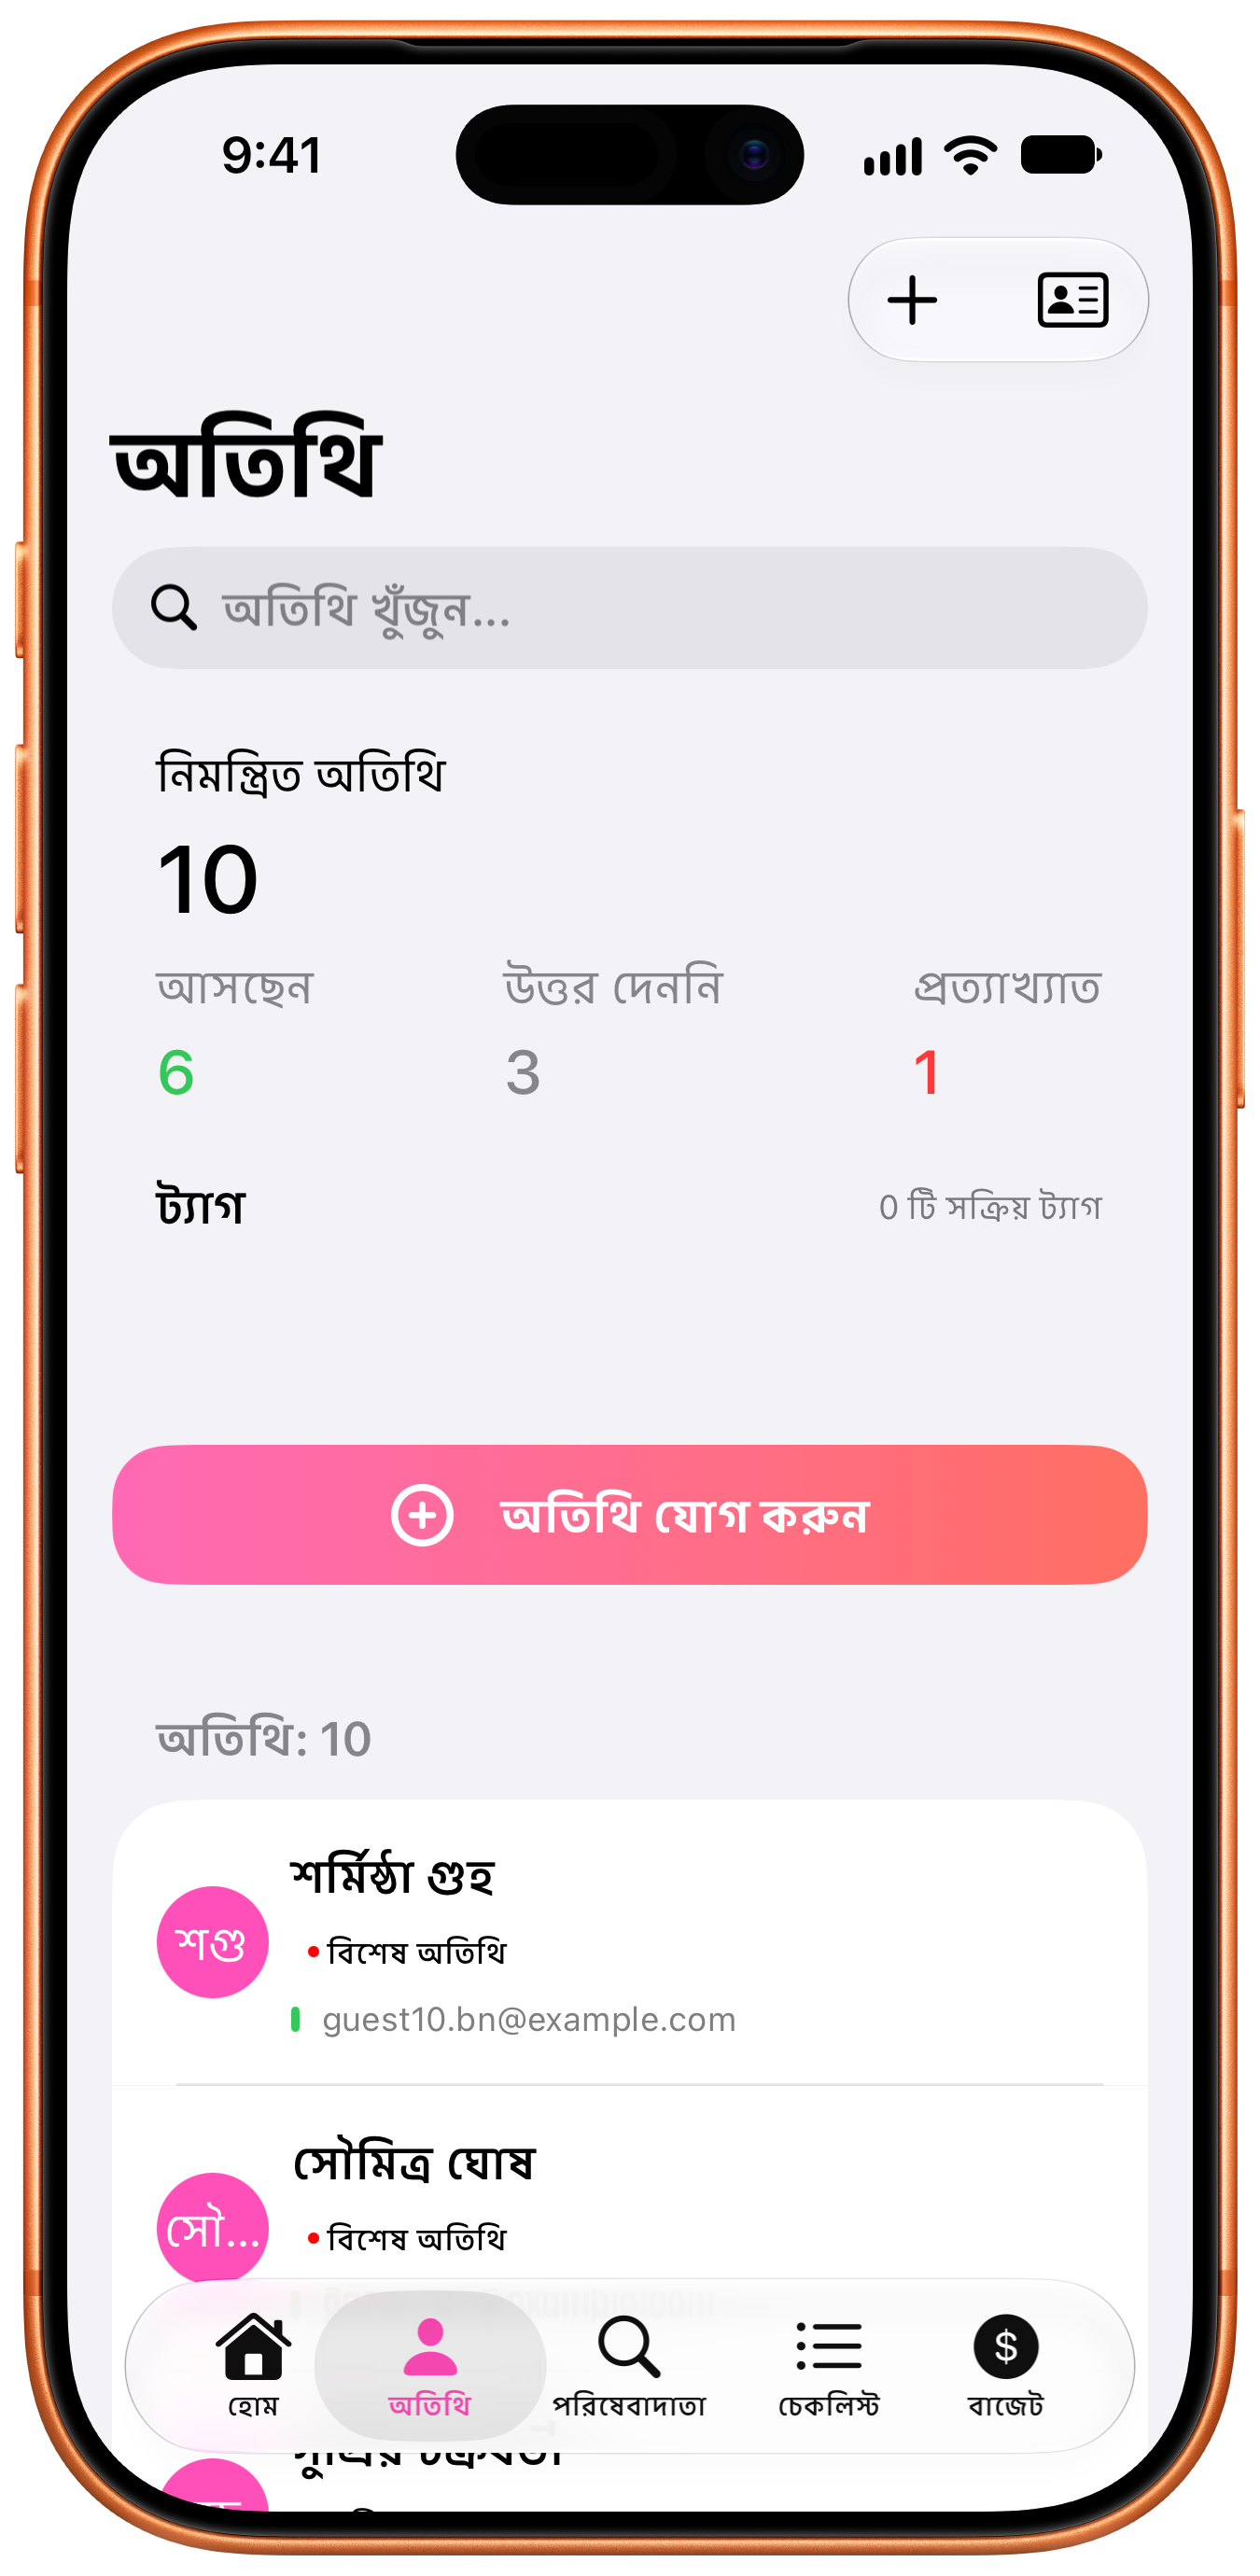 9:41
অতিথি
অতিথি খুঁজুন...
নিমন্ত্রিত অতিথি
10
আসছেন উত্তর দেননি প্রত্যাখ্যাত
6 3 1
ট্যাগ 0 টি সক্রিয় ট্যাগ
অতিথি যোগ করুন
অতিথি: 10
শর্মিষ্ঠা গুহ
শগু
বিশেষ অতিথি
guest10.bn@example.com
সৌমিত্র ঘোষ
সৌ...
বিশেষ অতিথি
হোম অতিথি পরিষেবাদাতা চেকলিস্ট বাজেট